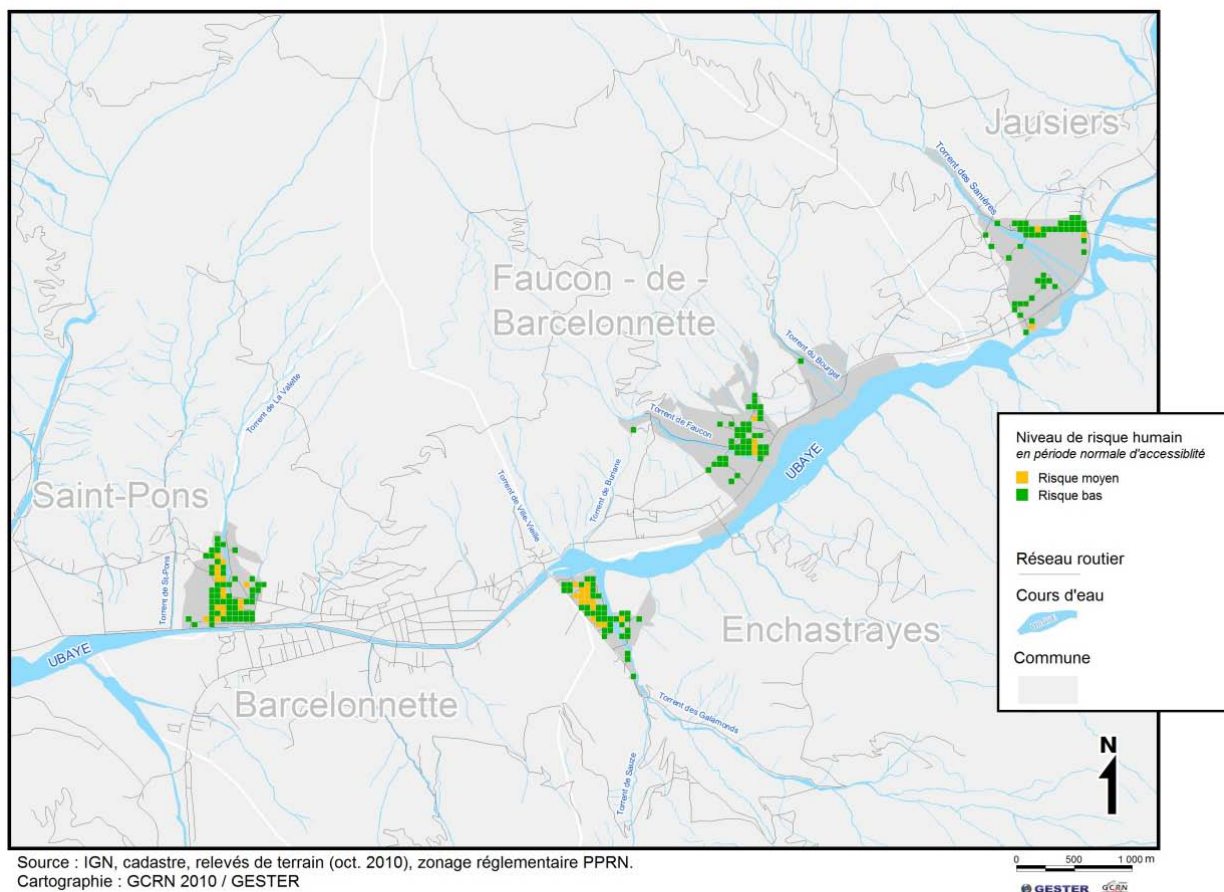 Jausiers
Torrent des Sanières
Faucon - de -
Barcelonnette
Torrent du Bourget
Torrent de La Valette
Torrent de Faucon
UBAYE
Saint-Pons
Torrent de Ville-Vieille
Torrent de Buriane
Torrent de St.Pons
UBAYE
Enchastrayes
Barcelonnette
Torrent des Galamonds
Torrent de Sauze
Niveau de risque humain
en période normale d'accessiblité
Risque moyen
Risque bas
Réseau routier
Cours d'eau
Commune
N
Source : IGN, cadastre, relevés de terrain (oct. 2010), zonage réglementaire PPRN.
Cartographie : GCRN 2010 / GESTER
0 500 1 000 m
GESTER GCRN